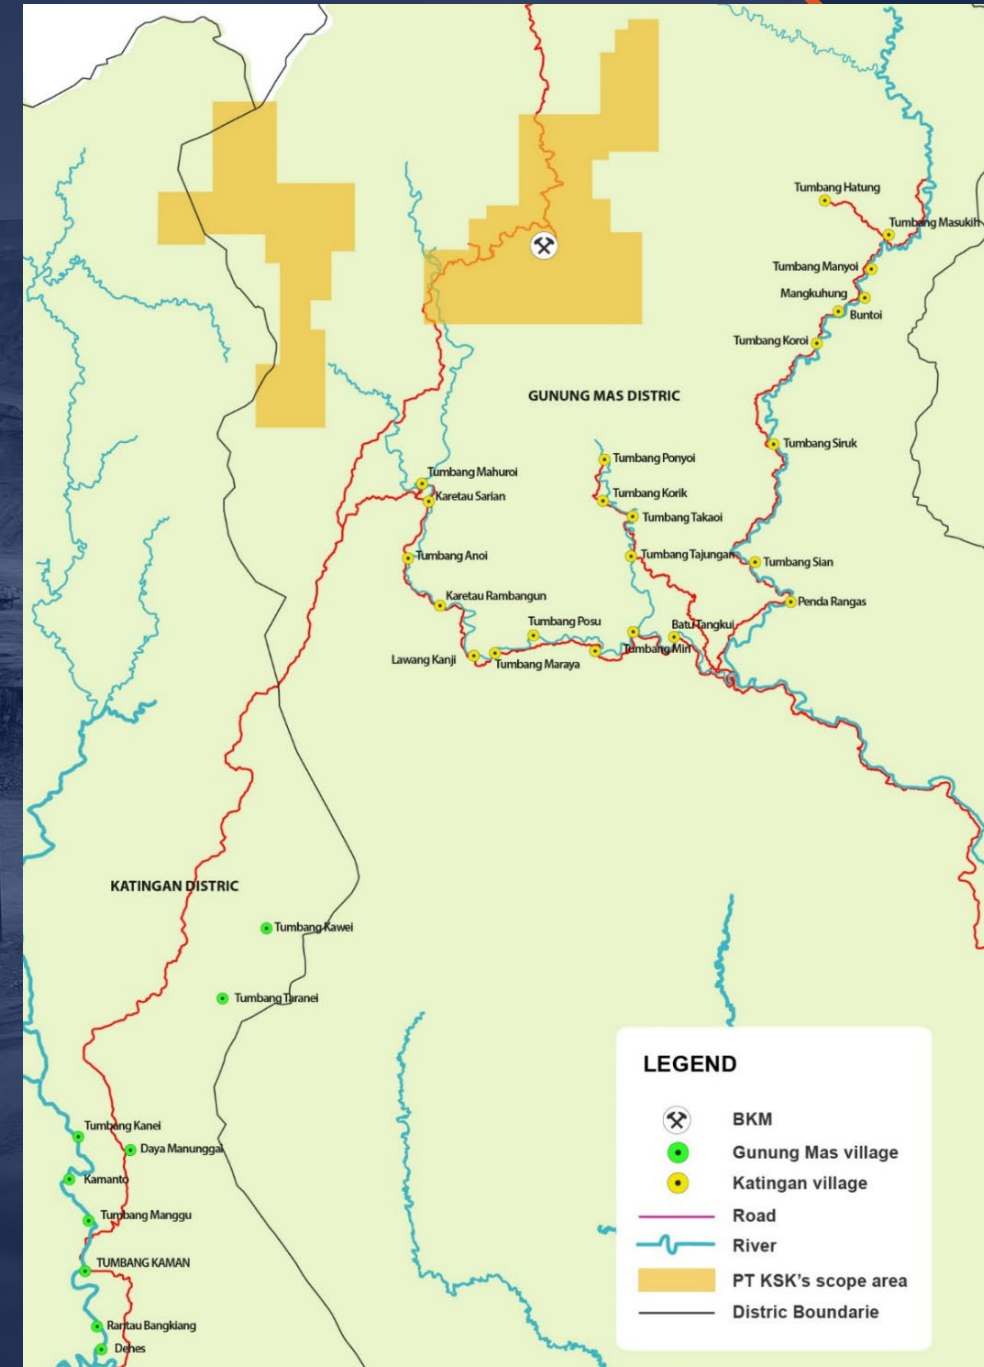 Tumbang Hatung
Tumbang Masukih
Tumbang Manyoi
Mangkuhung
Buntoi
Tumbang Koroi
GUNUNG MAS DISTRIC
Tumbang Siruk
Tumbang Ponyoi
Tumbang Mahuroi
Karetau Sarian
Tumbang Korik
Tumbang Takaoi
Tumbang Anoi
Tumbang Tajungan
Tumbang Sian
Karetau Rambangun
Penda Rangas
Tumbang Posu
Batu Tangkui
Tumbang Miri
Lawang Kanji
Tumbang Maraya
KATINGAN DISTRIC
Tumbang Kawei
Tumbang Taranei
Tumbang Kanei
Daya Manunggal
Kamanto
Tumbang Manggu
TUMBANG KAMAN
Rantau Bangkiang
Dehes
LEGEND
BKM
Gunung Mas village
Katingan village
Road
River
PT KSK's scope area
Distric Boundarie